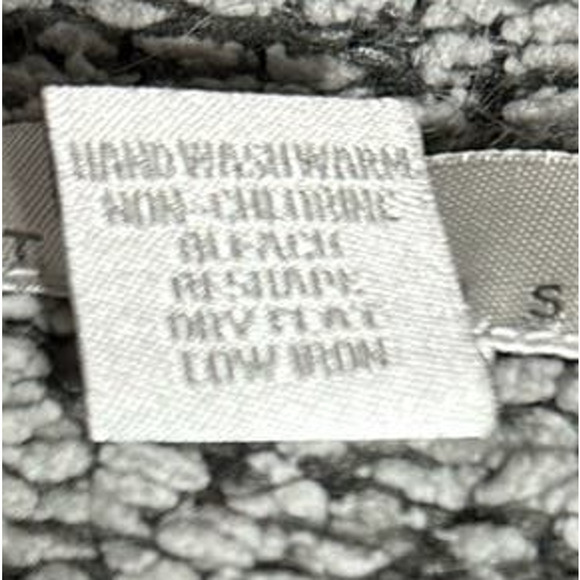 HAND WASH WARM
NON-CHLORINE
BLEACH
RESHAPE
DRY FLAT
LOW IRON
T
S